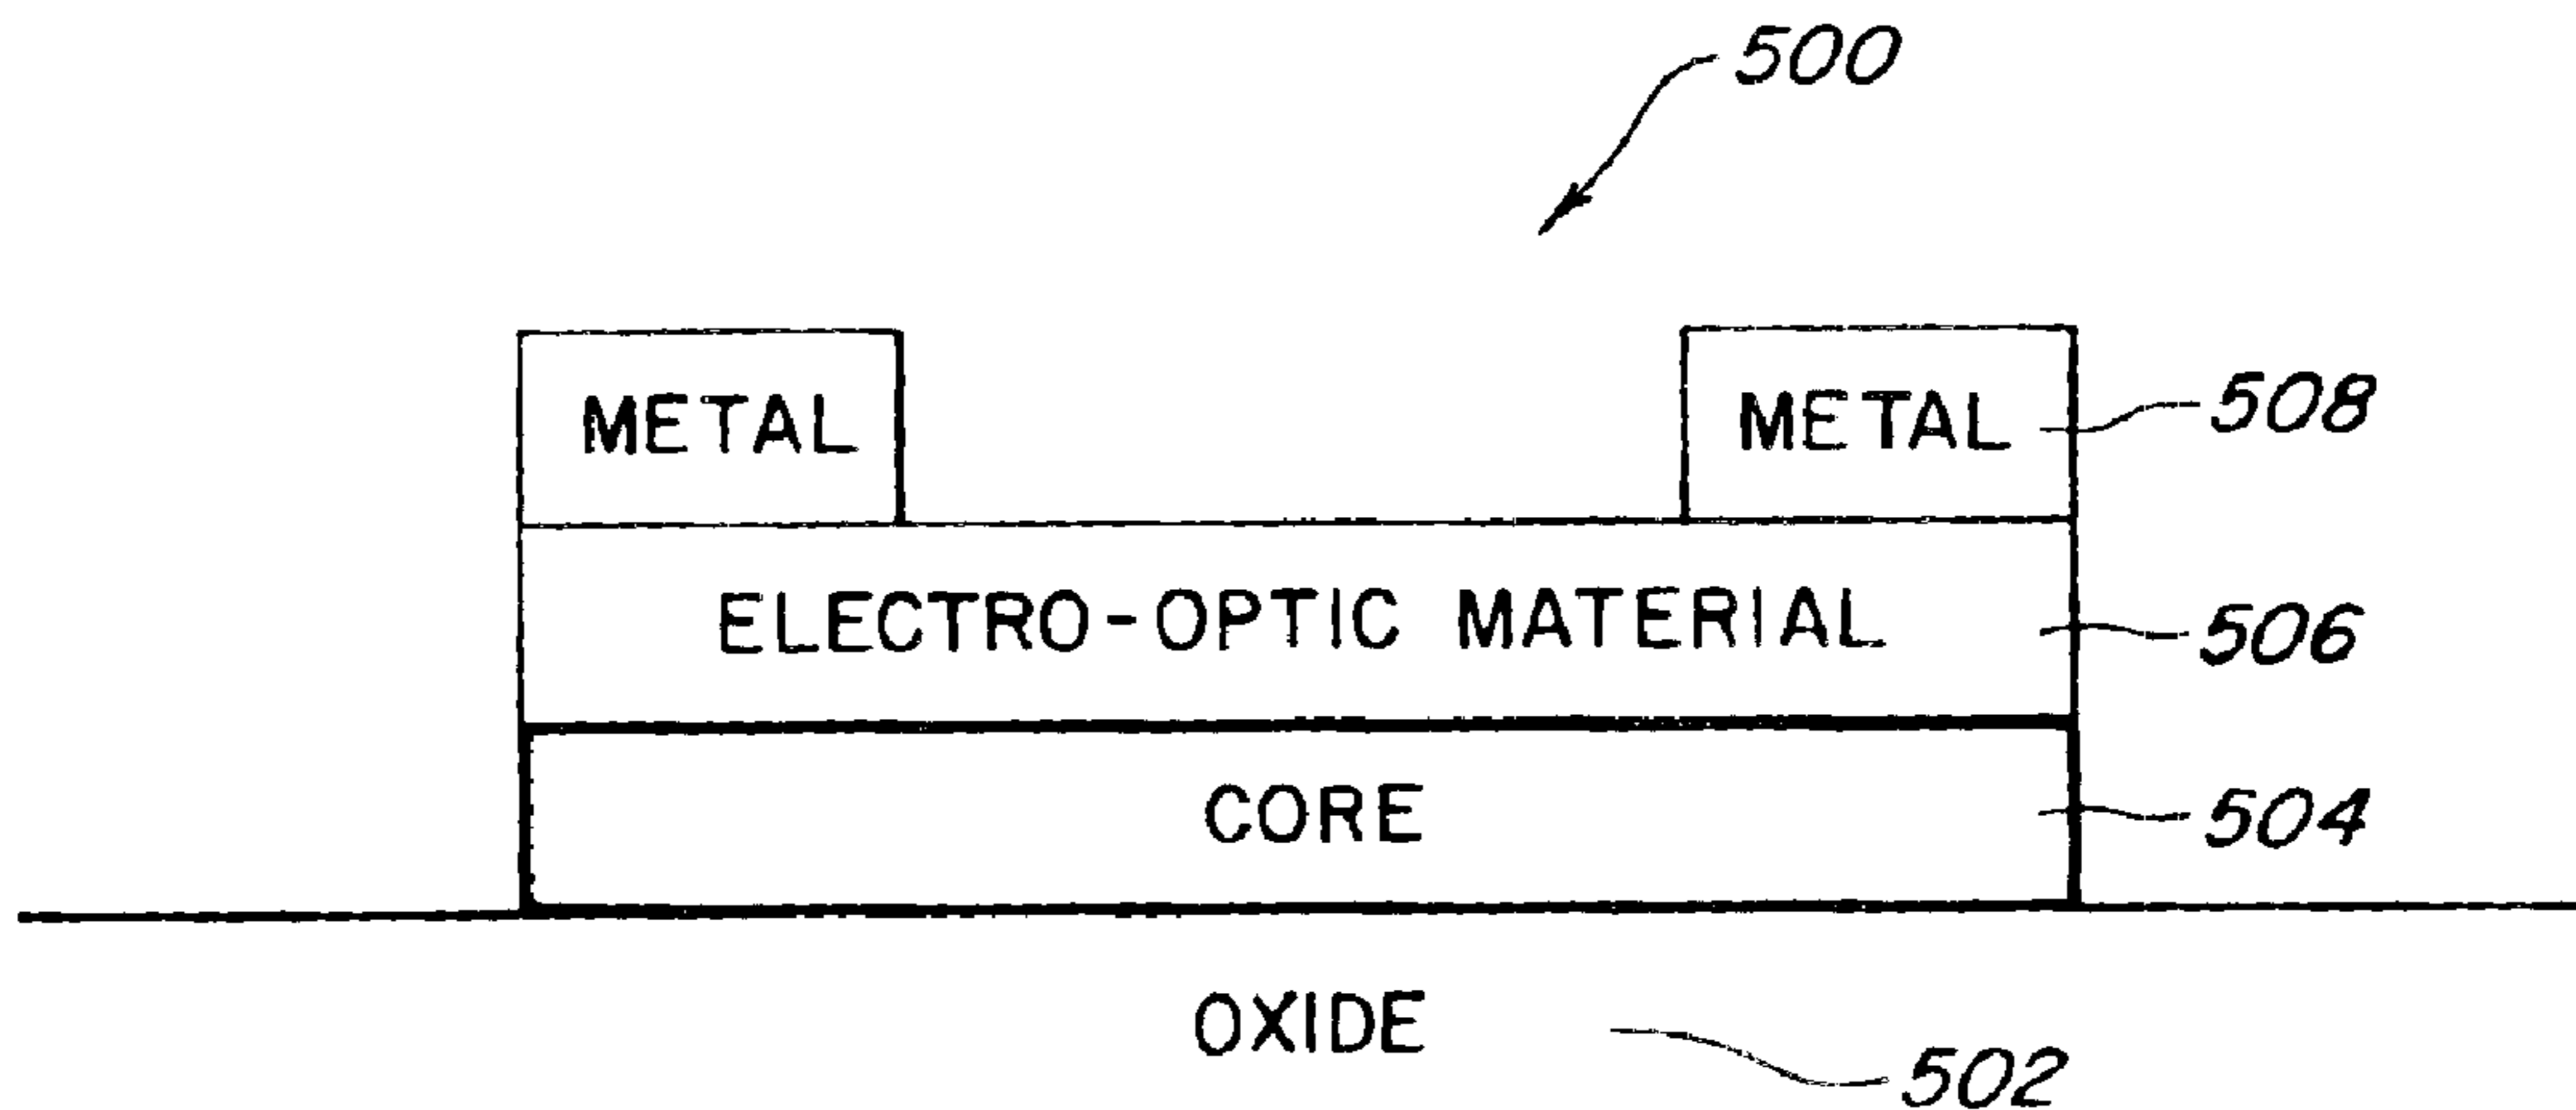 500
METAL METAL 508
ELECTRO-OPTIC MATERIAL 506
CORE 504
OXIDE 502